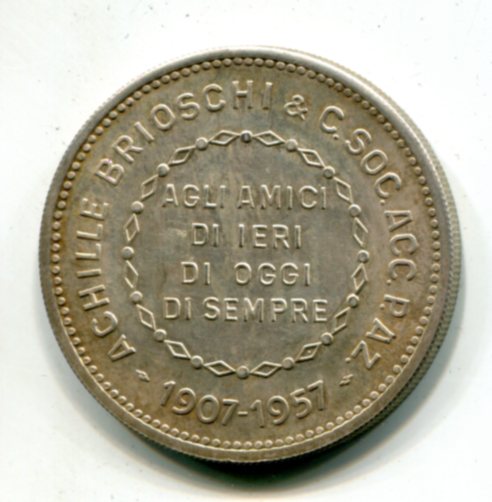 ACHILLE BRIOSCHI & C. SOC. ACC. P. AZ.
AGLI AMICI
DI IERI
DI OGGI
DI SEMPRE
- 1907-1957 -